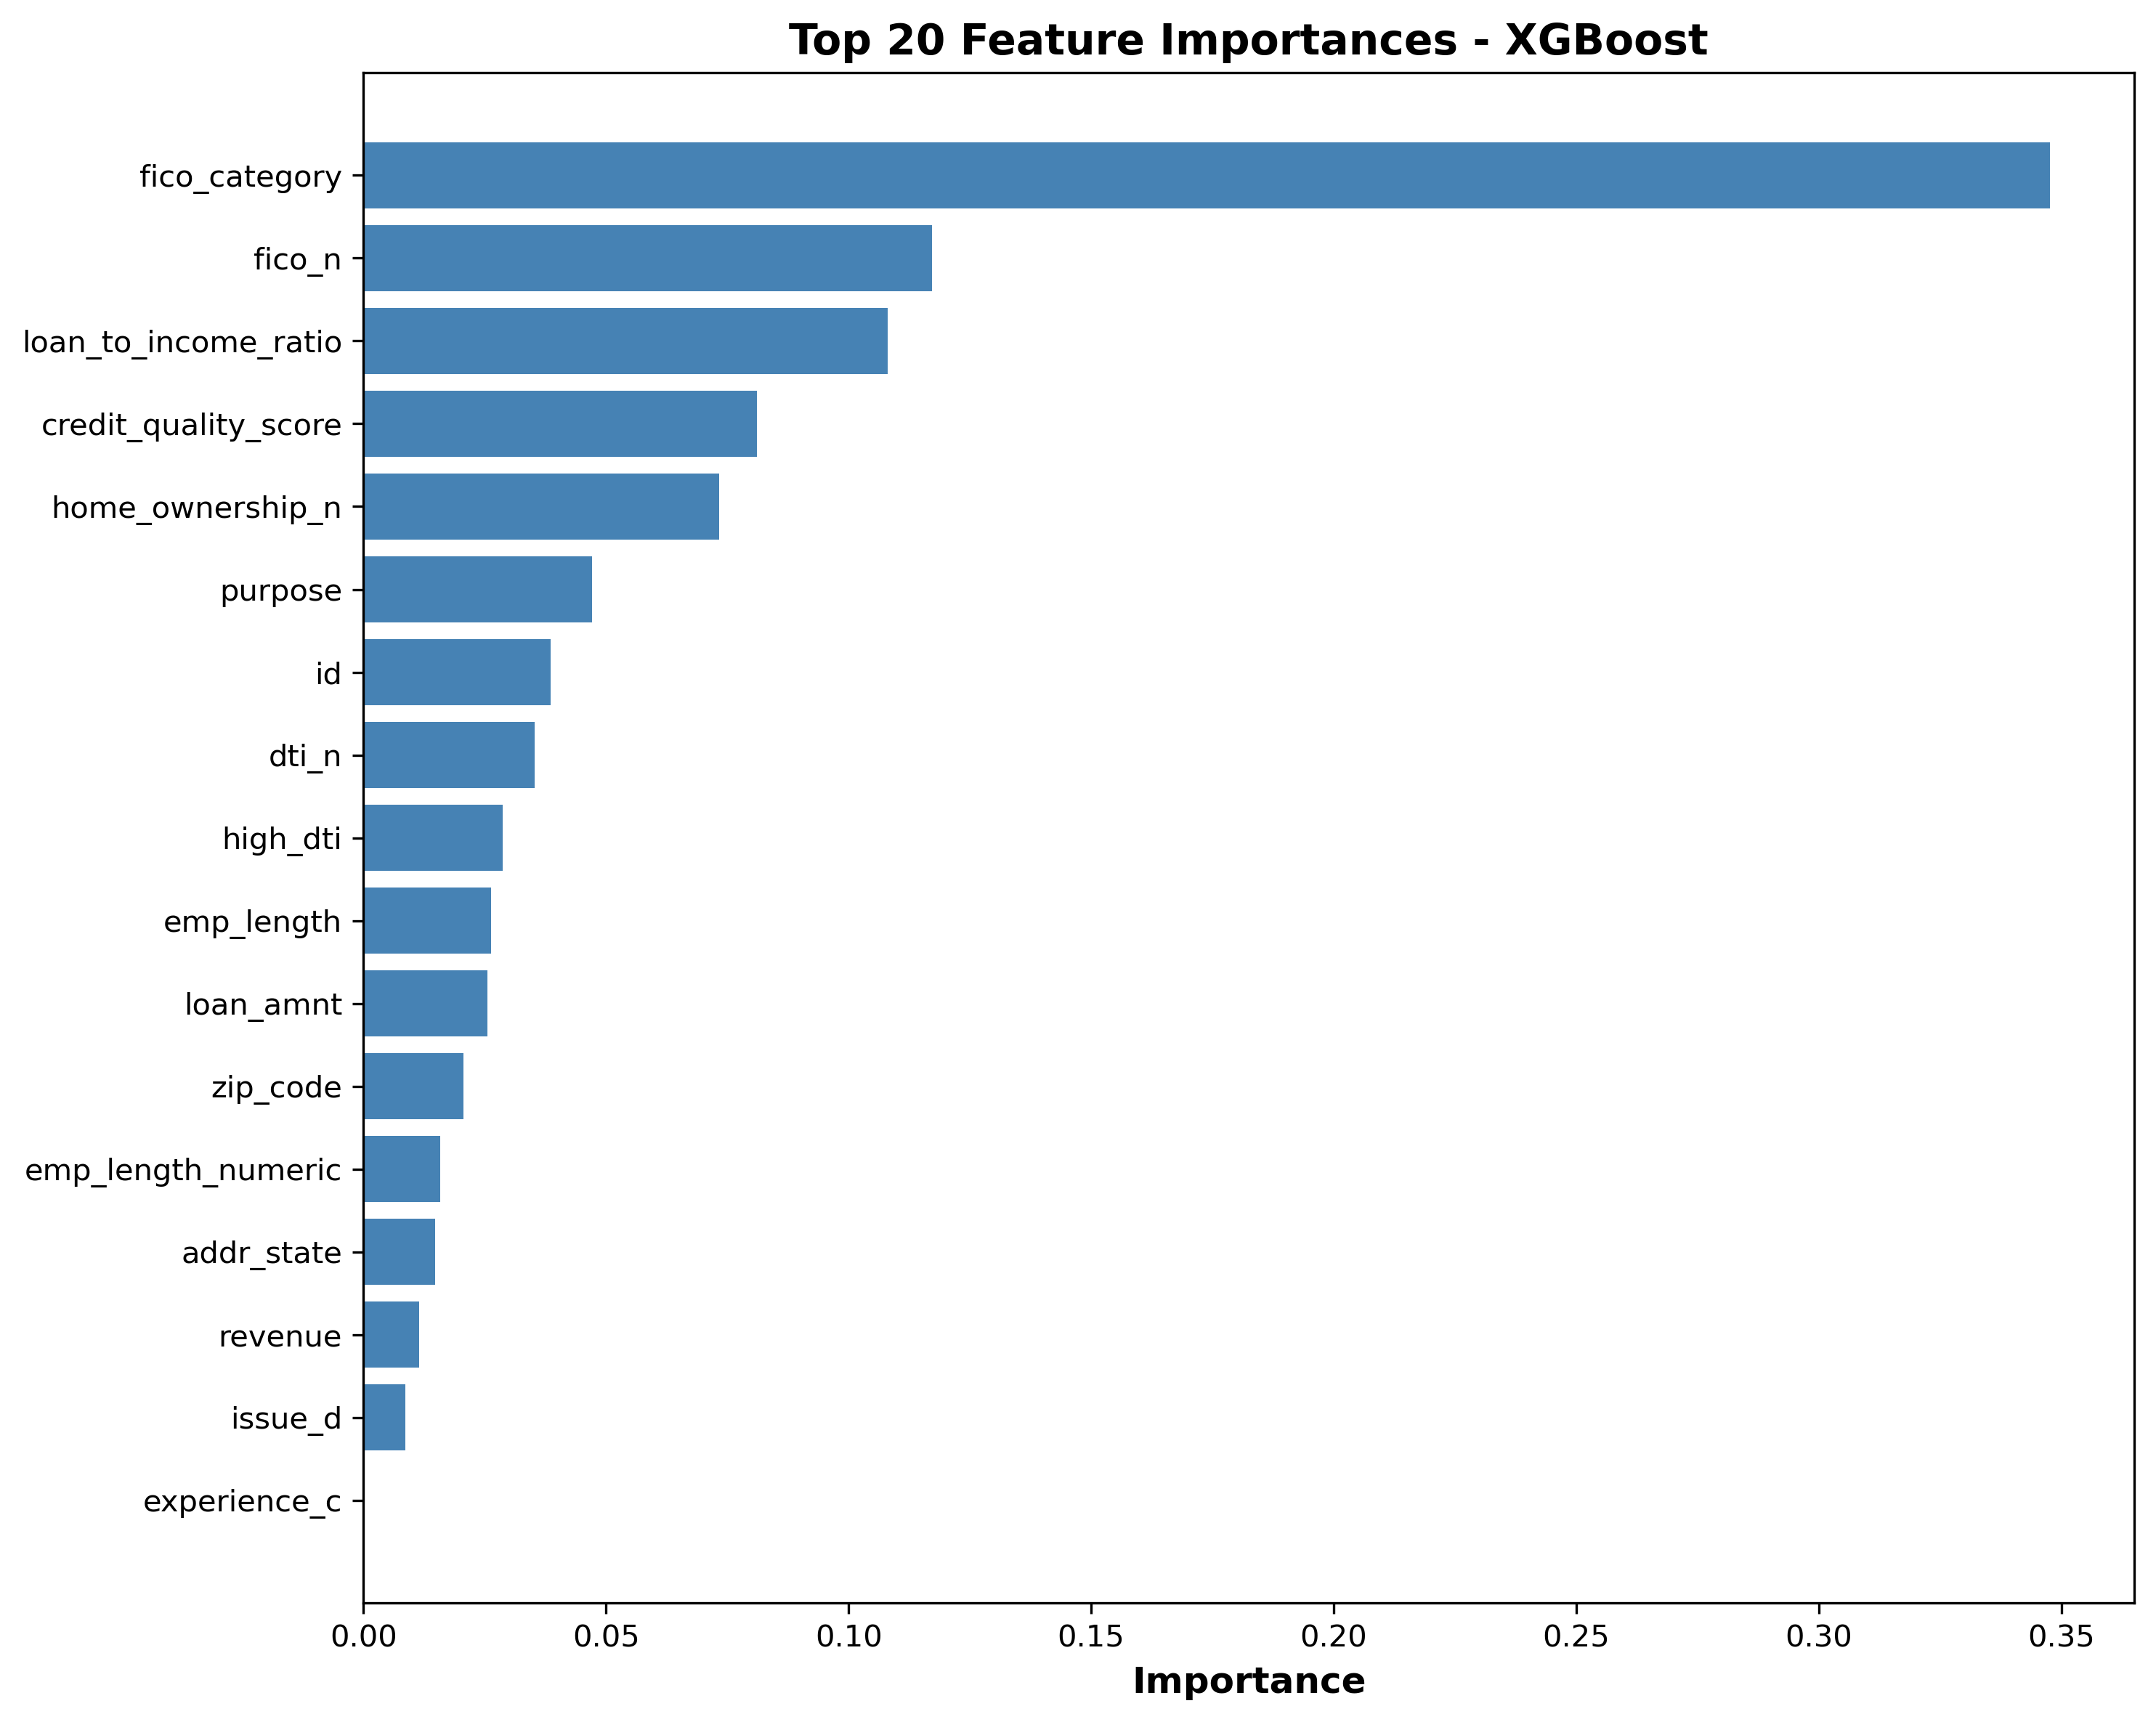 Top 20 Feature Importances - XGBoost
fico_category
fico_n
loan_to_income_ratio
credit_quality_score
home_ownership_n
purpose
id
dti_n
high_dti
emp_length
loan_amnt
zip_code
emp_length_numeric
addr_state
revenue
issue_d
experience_c
0.00 0.05 0.10 0.15 0.20 0.25 0.30 0.35
Importance